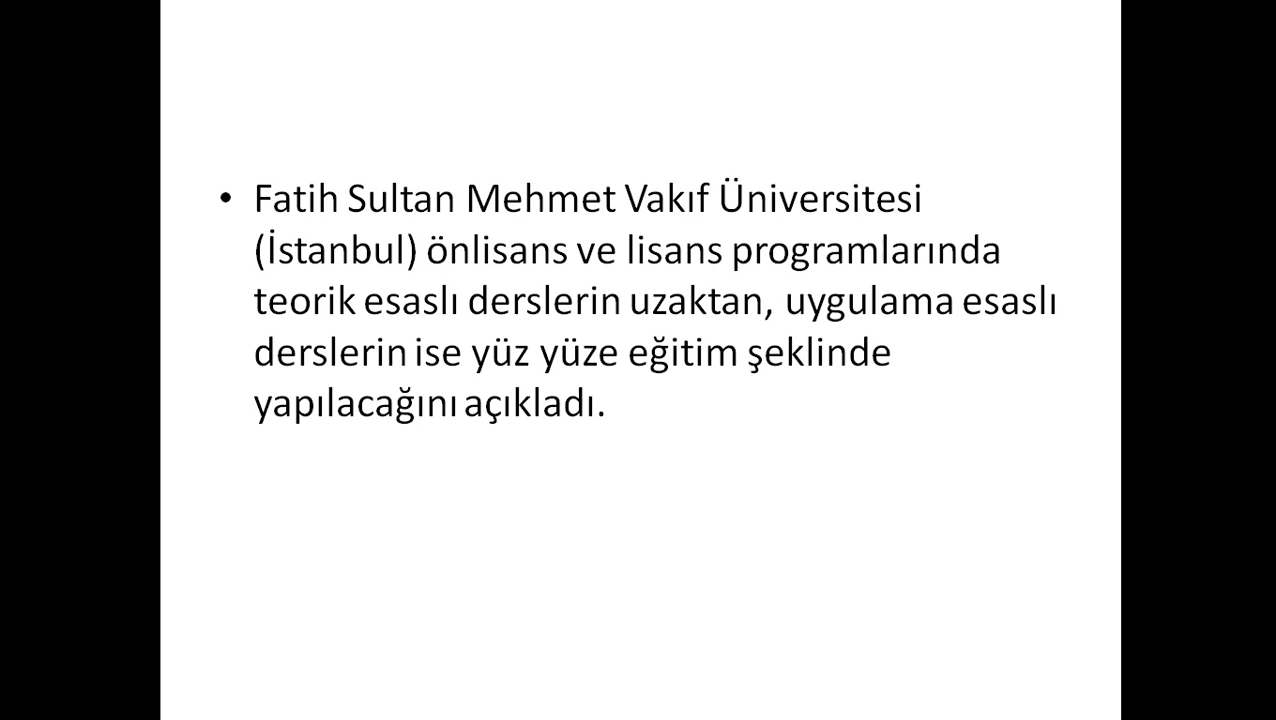 • Fatih Sultan Mehmet Vakıf Üniversitesi
(İstanbul) önlisans ve lisans programlarında
teorik esaslı derslerin uzaktan, uygulama esaslı
derslerin ise yüz yüze eğitim şeklinde
yapılacağını açıkladı.